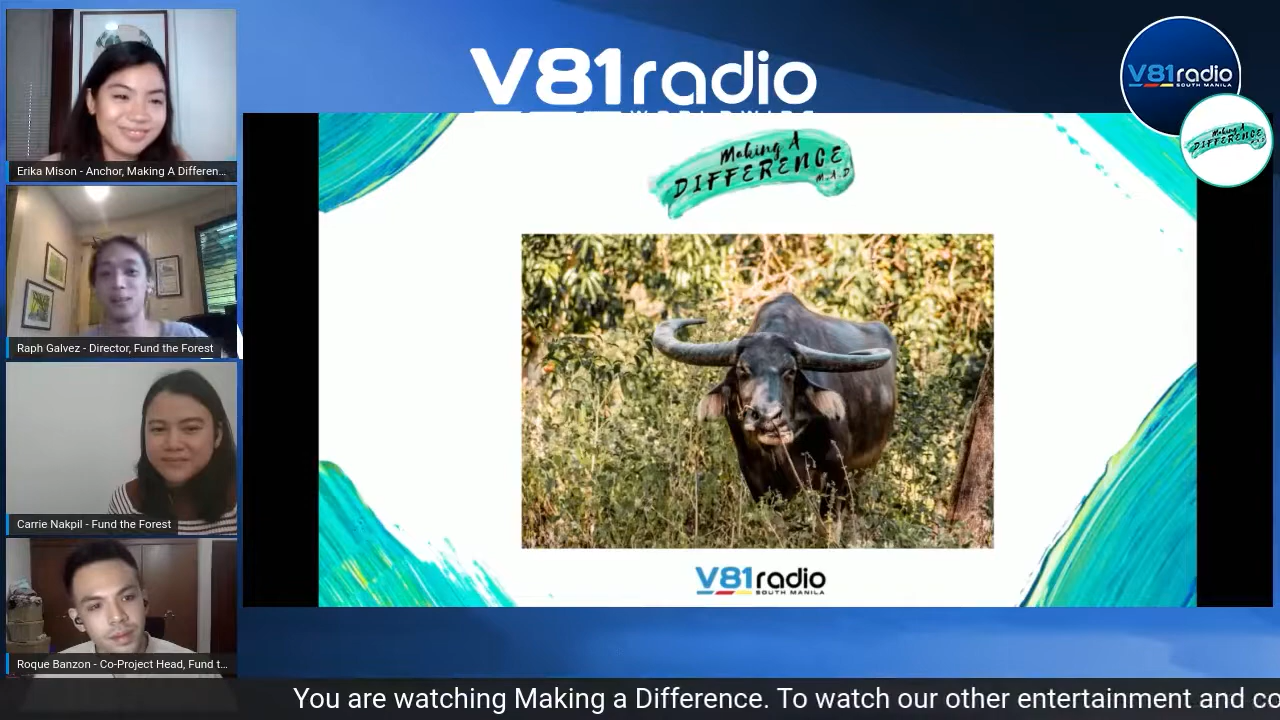 V81radio
WORLDWIDE
V81radio
SOUTH MANILA
Making A
DIFFERENCE
Making A
DIFFERENCE
M.A.D
Erika Mison - Anchor, Making A Differen...
Raph Galvez - Director, Fund the Forest
Carrie Nakpil - Fund the Forest
Roque Banzon - Co-Project Head, Fund t...
V81radio
SOUTH MANILA
You are watching Making a Difference. To watch our other entertainment and co